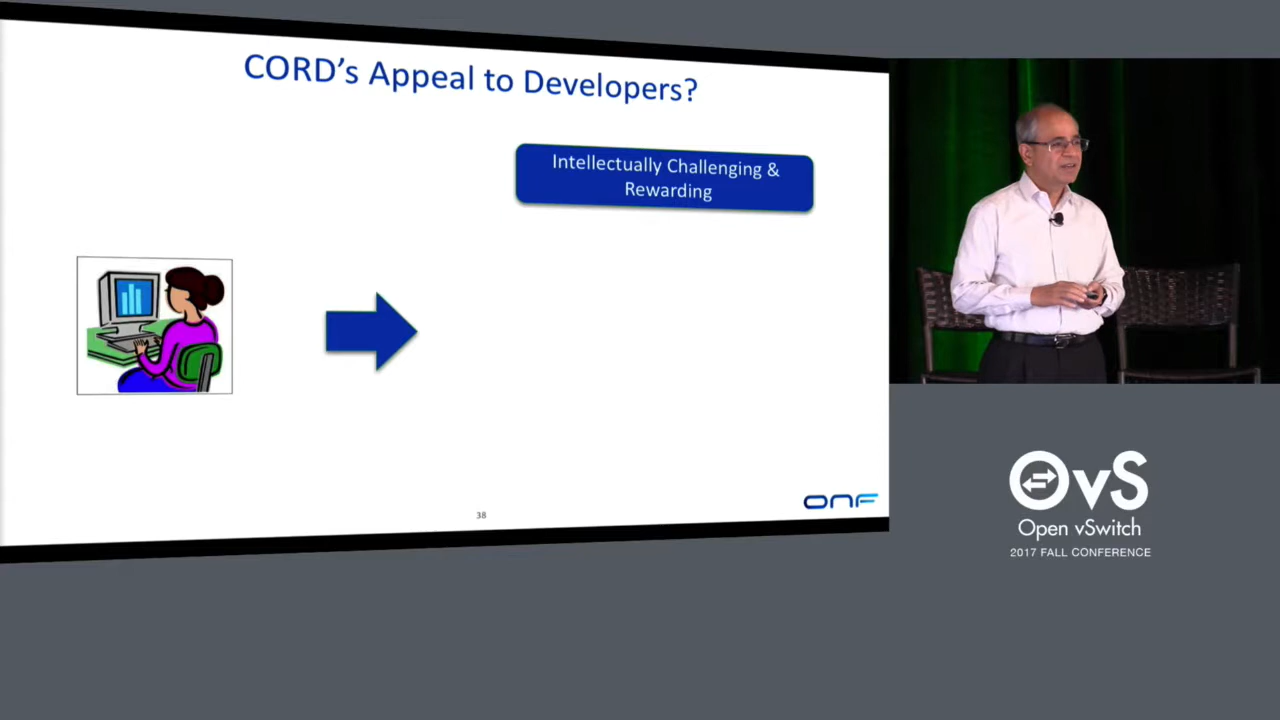 CORD's Appeal to Developers?
Intellectually Challenging &
Rewarding
38
ONF
OvS
Open vSwitch
2017 FALL CONFERENCE